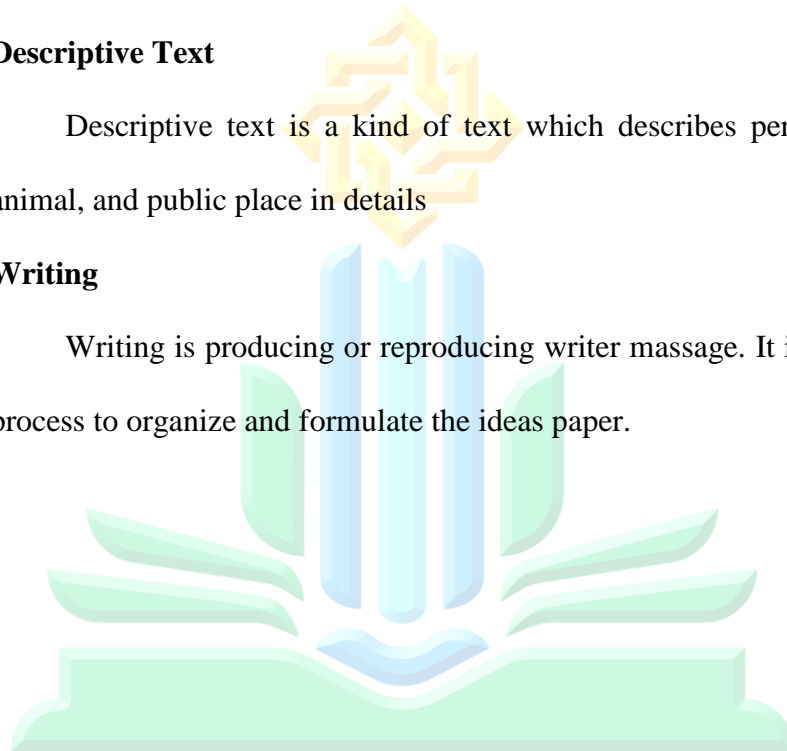 Descriptive Text
Descriptive text is a kind of text which describes
animal, and public place in details
Writing
Writing is producing or reproducing writer massage. It
process to organize and formulate the ideas paper.